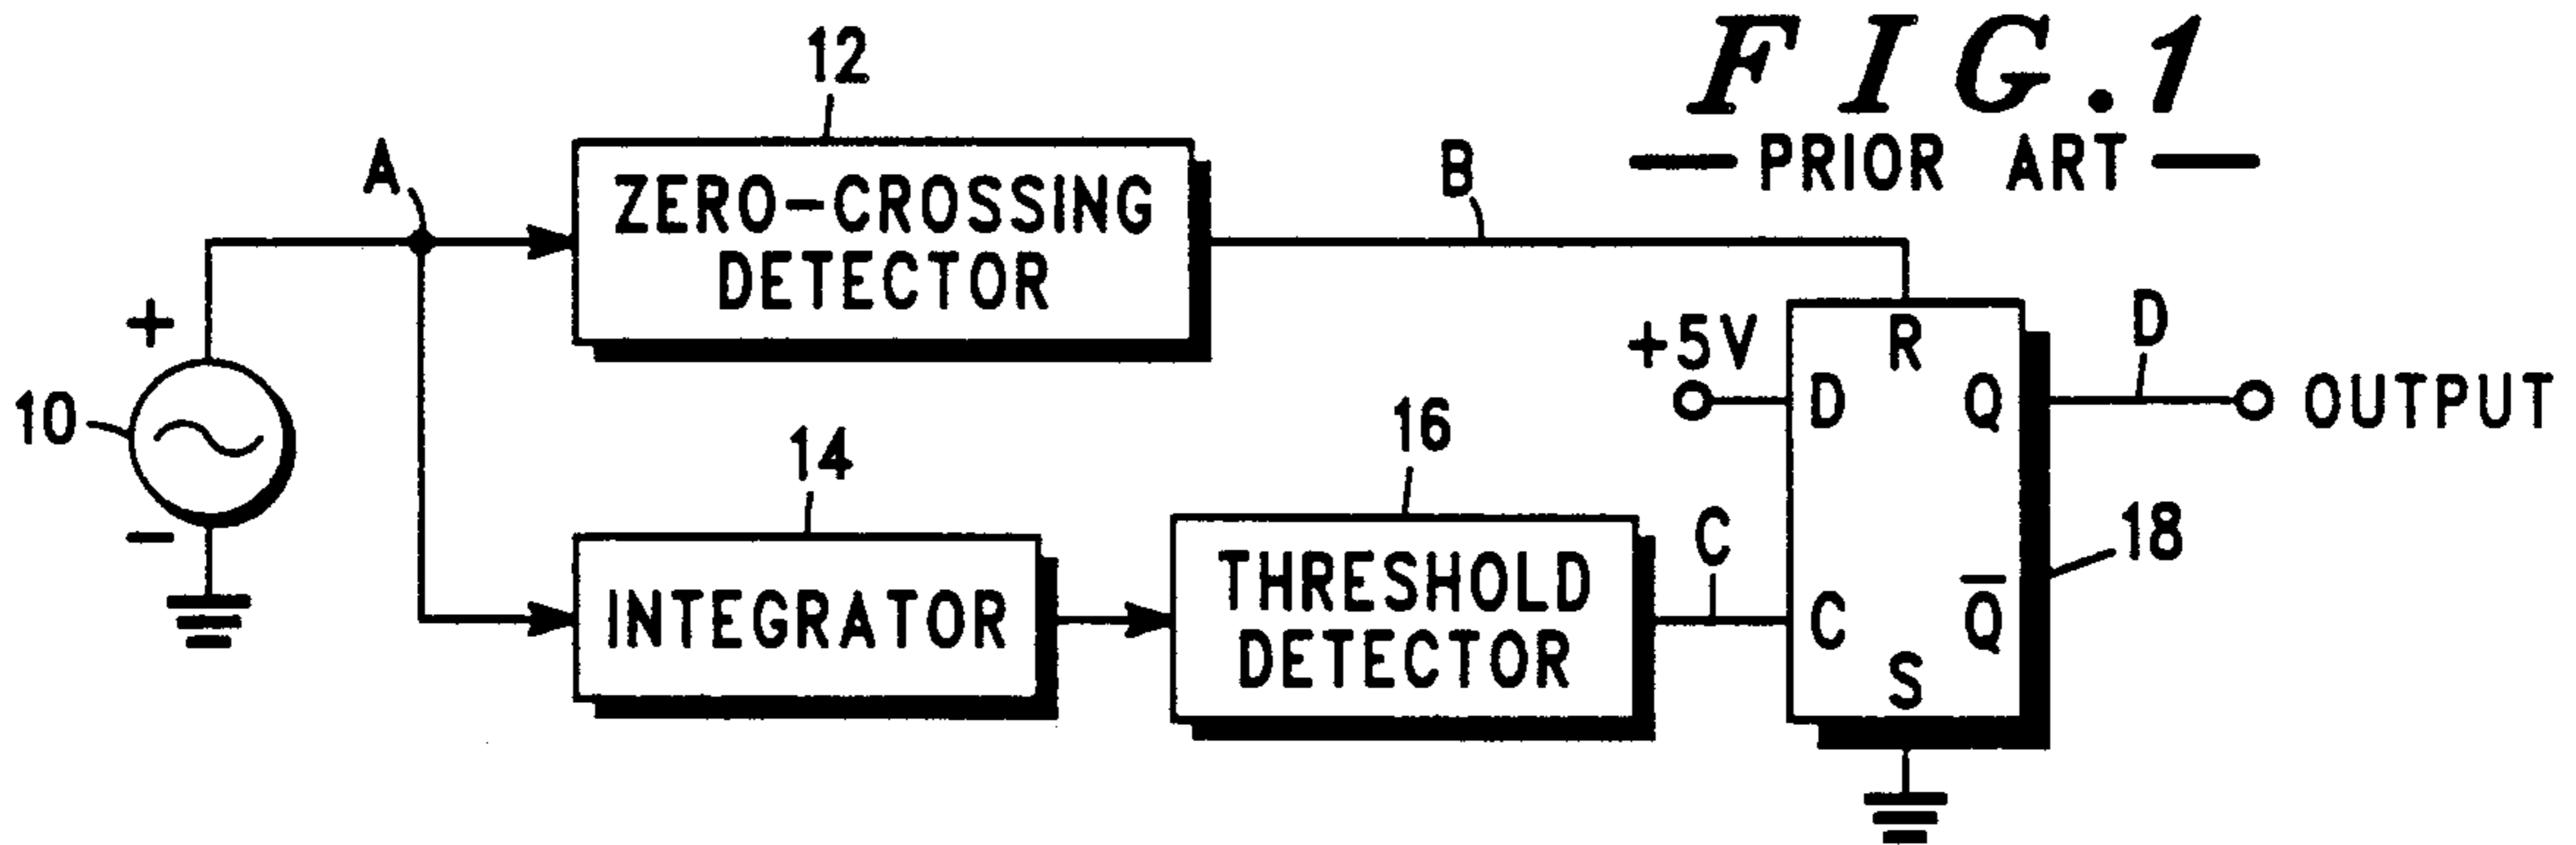 FIG.1
— PRIOR ART —
12
A
ZERO-CROSSING
DETECTOR
B
+
10
−
14
INTEGRATOR
16
THRESHOLD
DETECTOR
C
+5V
R
D
Q
C
Q̅
S
D
OUTPUT
18